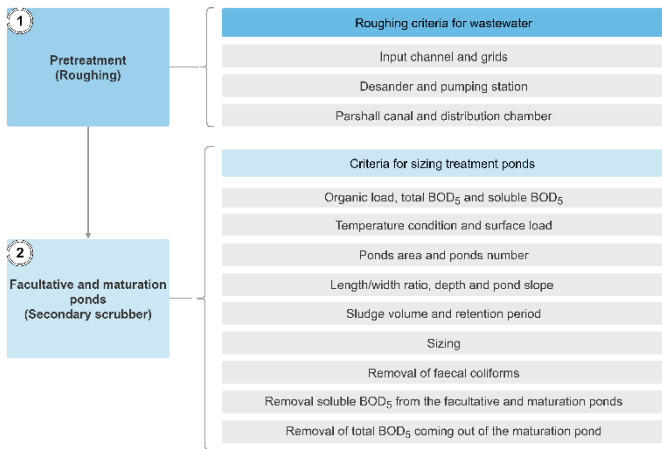 1
Pretreatment
(Roughing)
Roughing criteria for wastewater
Input channel and grids
Desander and pumping station
Parshall canal and distribution chamber
2
Facultative and maturation
ponds
(Secondary scrubber)
Criteria for sizing treatment ponds
Organic load, total BOD₅ and soluble BOD₅
Temperature condition and surface load
Ponds area and ponds number
Length/width ratio, depth and pond slope
Sludge volume and retention period
Sizing
Removal of faecal coliforms
Removal soluble BOD₅ from the facultative and maturation ponds
Removal of total BOD₅ coming out of the maturation pond